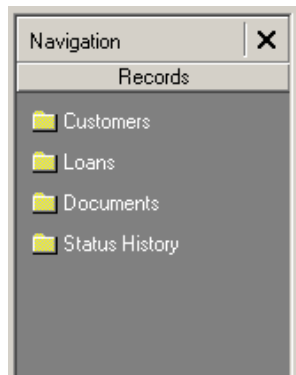 Navigation
Records
Customers
Loans
Documents
Status History